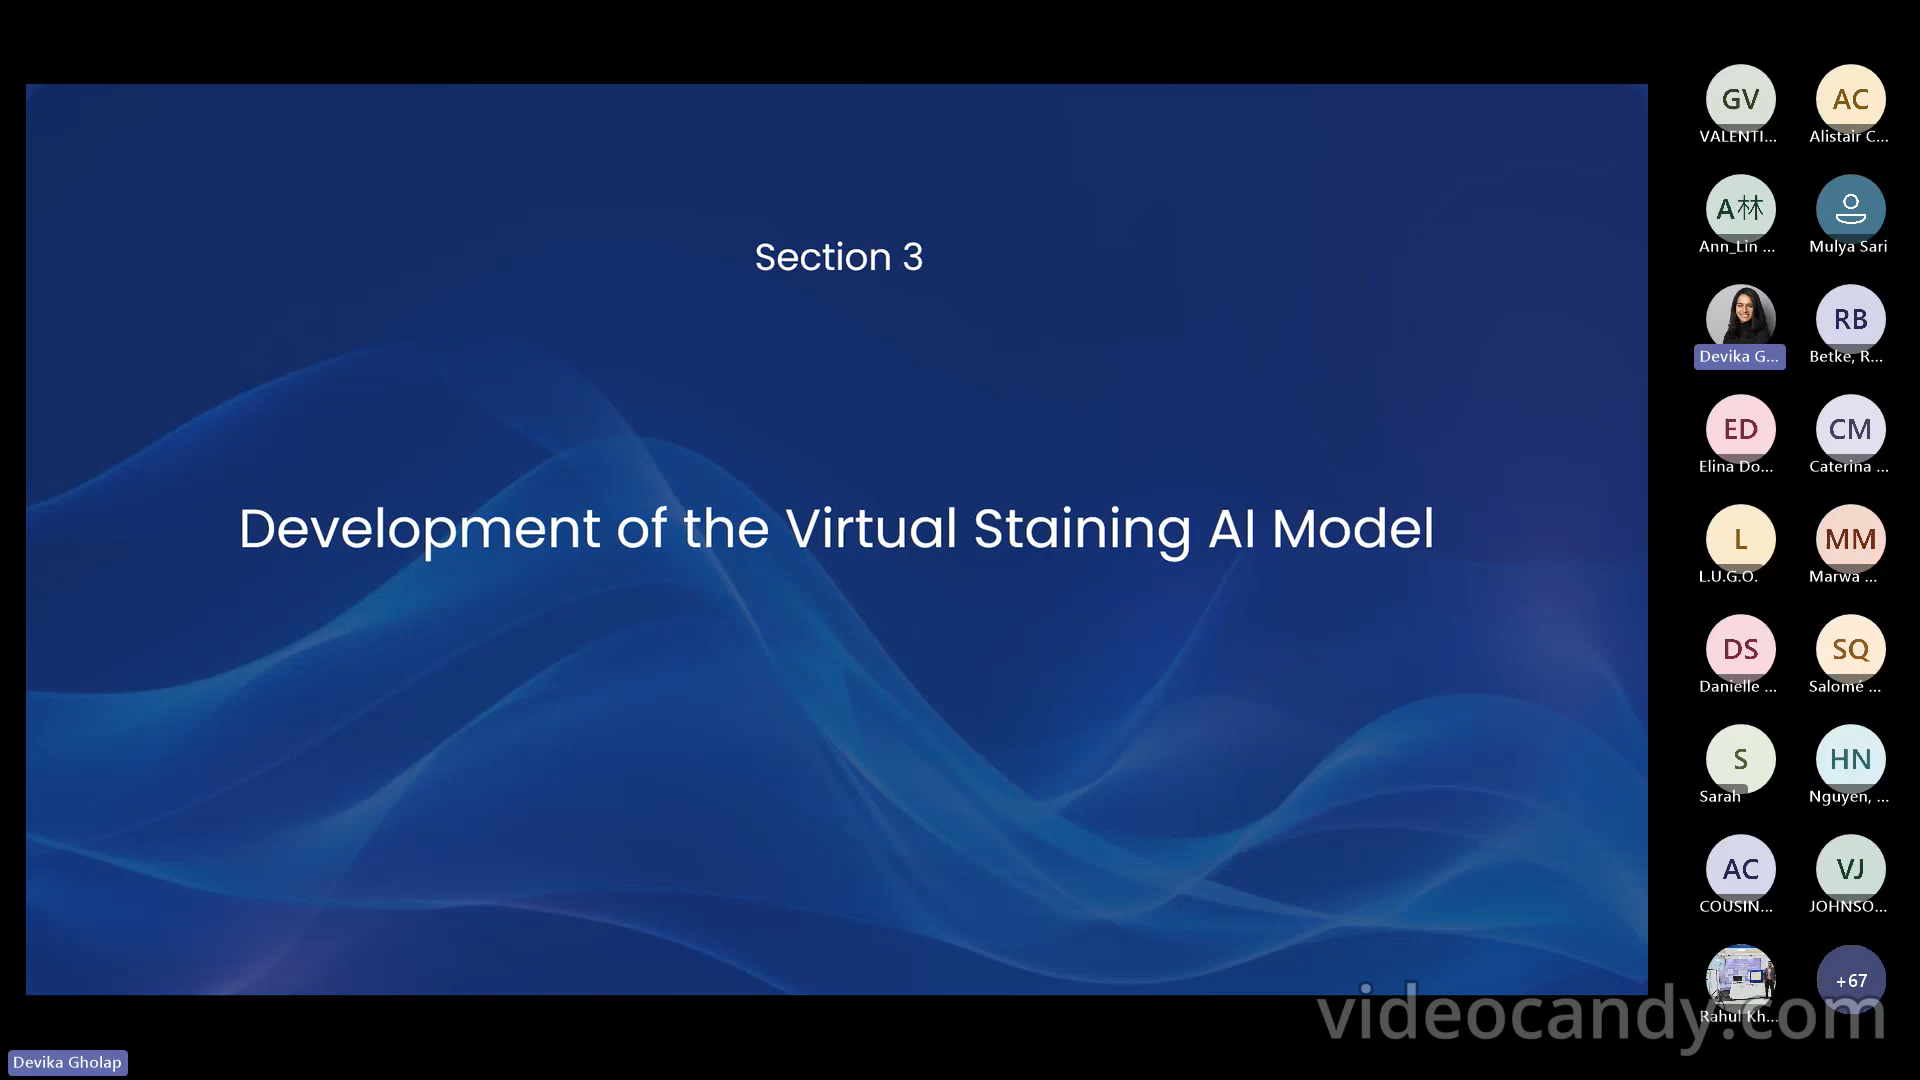 Section 3
Development of the Virtual Staining AI Model
GV
VALENTI...
AC
Alistair C...
A林
Ann_Lin ...
Mulya Sari
Devika G...
RB
Betke, R...
ED
Elina Do...
CM
Caterina ...
L
L.U.G.O.
MM
Marwa ...
DS
Danielle ...
SQ
Salomé ...
S
Sarah
HN
Nguyen, ...
AC
COUSIN...
VJ
JOHNSO...
Rahul Kh...
+67
videocandy.com
Devika Gholap